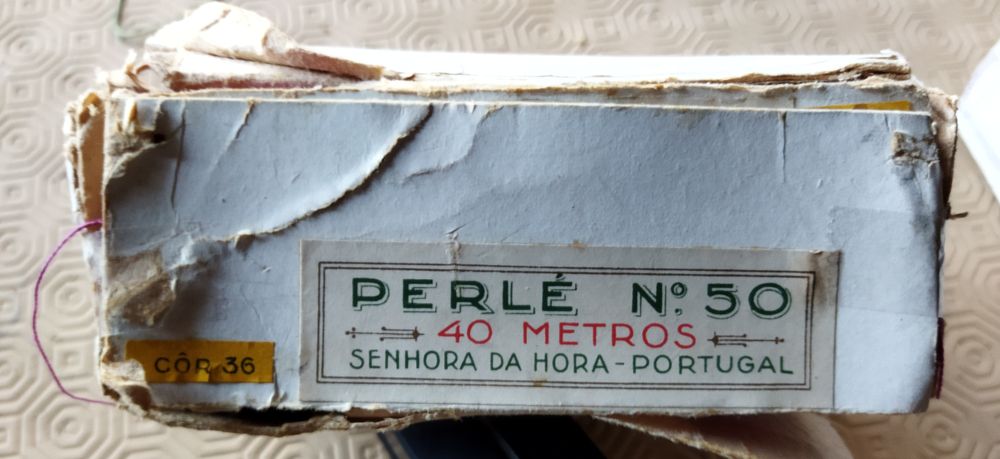 PERLÉ Nº 50
40 METROS
SENHORA DA HORA-PORTUGAL
CÔR 36